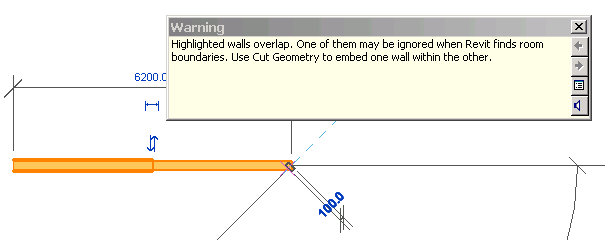 Warning
Highlighted walls overlap. One of them may be ignored when Revit finds room
boundaries. Use Cut Geometry to embed one wall within the other.
6200.0
100.0